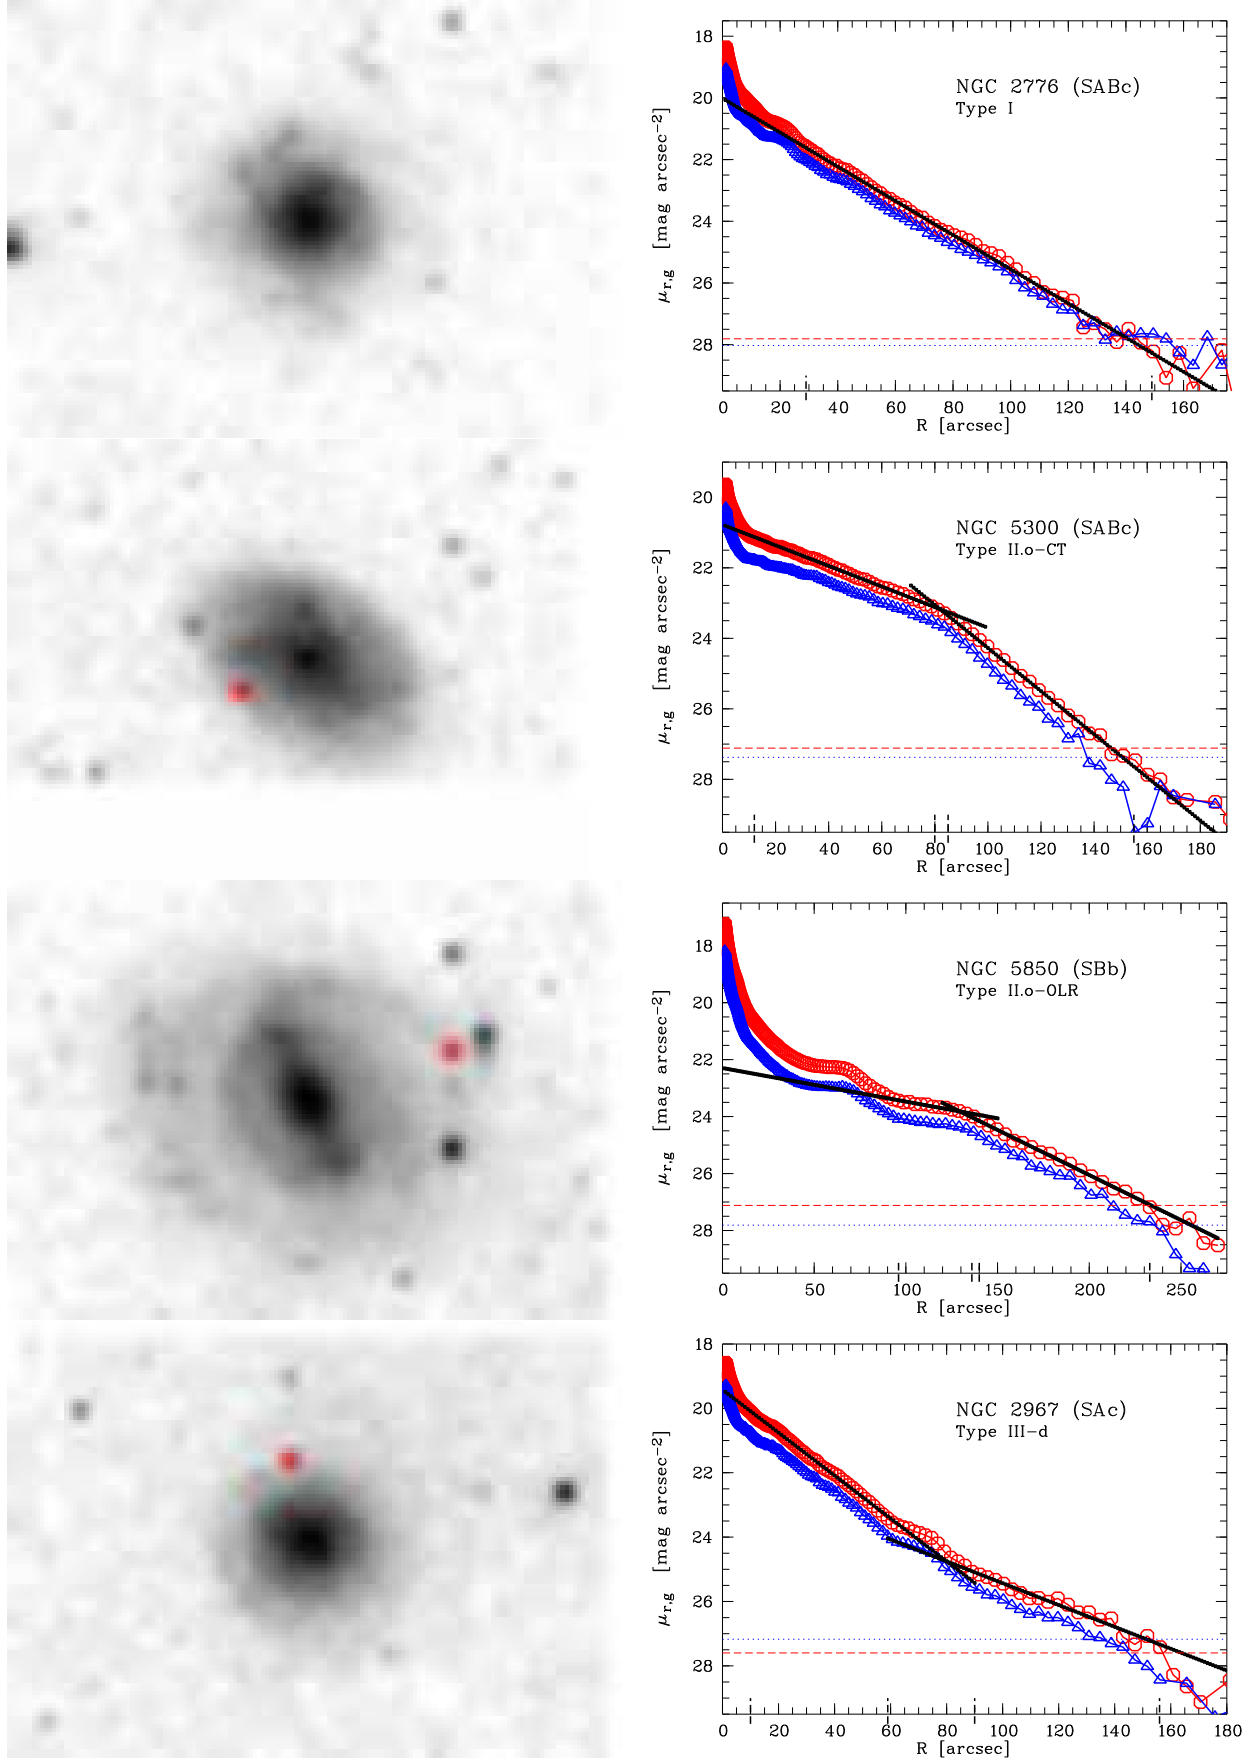 18
20
22
24
26
28
μr,g [mag arcsec−2]
NGC 2776 (SABc)
Type I
0 20 40 60 80 100 120 140 160
R [arcsec]
20
22
24
26
28
μr,g [mag arcsec−2]
NGC 5300 (SABc)
Type II.o−CT
0 20 40 60 80 100 120 140 160 180
R [arcsec]
18
20
22
24
26
28
μr,g [mag arcsec−2]
NGC 5850 (SBb)
Type II.o−OLR
0 50 100 150 200 250
R [arcsec]
18
20
22
24
26
28
μr,g [mag arcsec−2]
NGC 2967 (SAc)
Type III−d
0 20 40 60 80 100 120 140 160 180
R [arcsec]